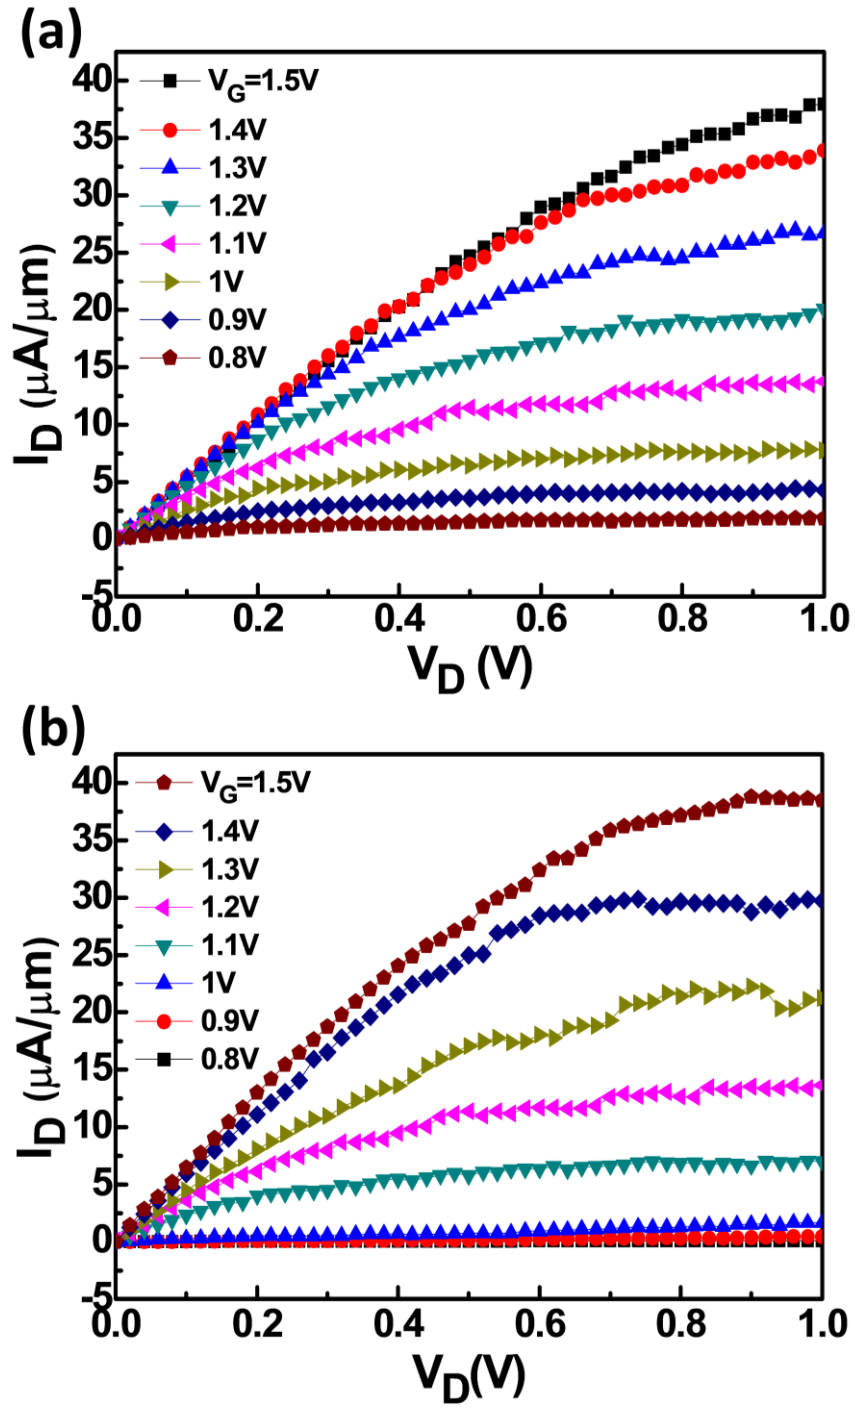 (a)
I_D (μA/μm)
40
35
30
25
20
15
10
5
0
-5
V_G=1.5V
1.4V
1.3V
1.2V
1.1V
1V
0.9V
0.8V
0.0 0.2 0.4 0.6 0.8 1.0
V_D (V)
(b)
I_D (μA/μm)
40
35
30
25
20
15
10
5
0
-5
V_G=1.5V
1.4V
1.3V
1.2V
1.1V
1V
0.9V
0.8V
0.0 0.2 0.4 0.6 0.8 1.0
V_D(V)